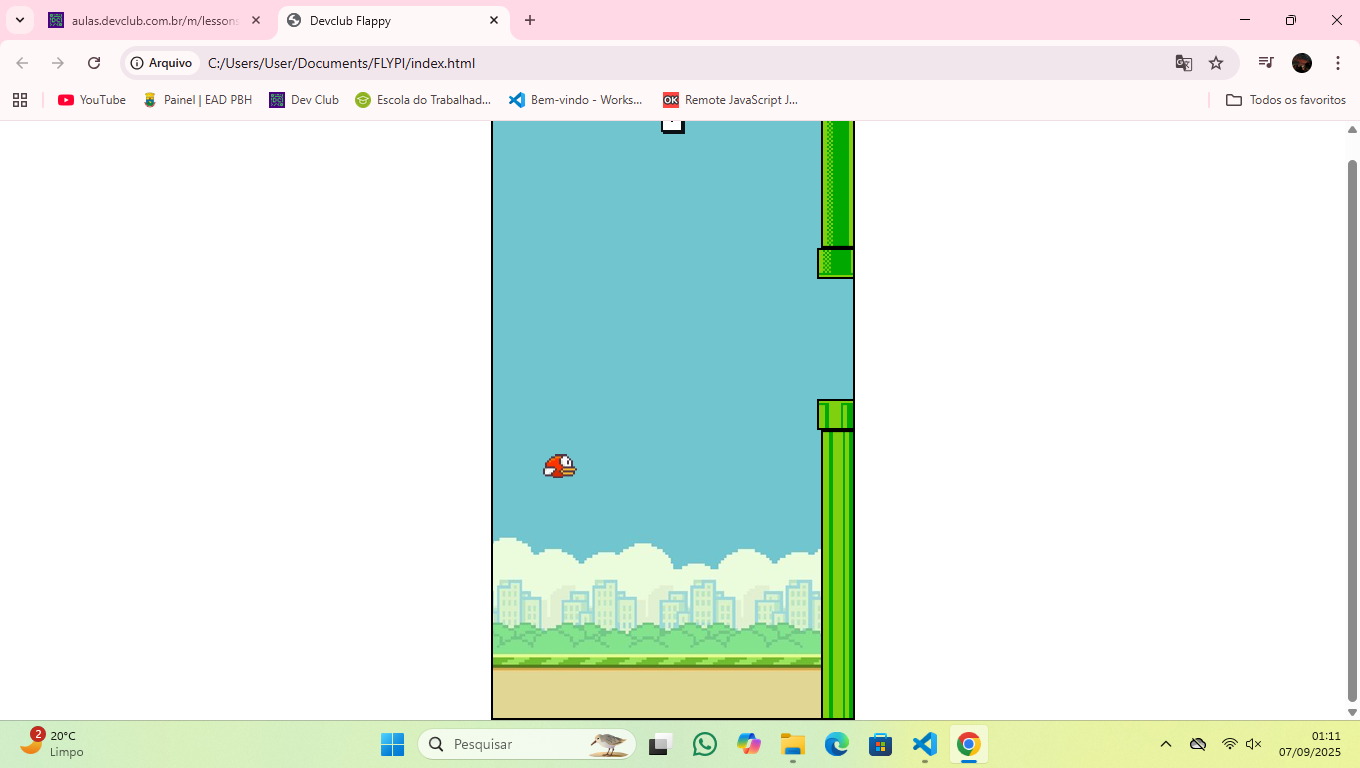 aulas.devclub.com.br/m/lessons
Devclub Flappy
Arquivo
C:/Users/User/Documents/FLYPI/index.html
YouTube
Painel | EAD PBH
Dev Club
Escola do Trabalhad...
Bem-vindo - Works...
OK
Remote JavaScript J...
Todos os favoritos
2
20°C
Limpo
Pesquisar
01:11
07/09/2025